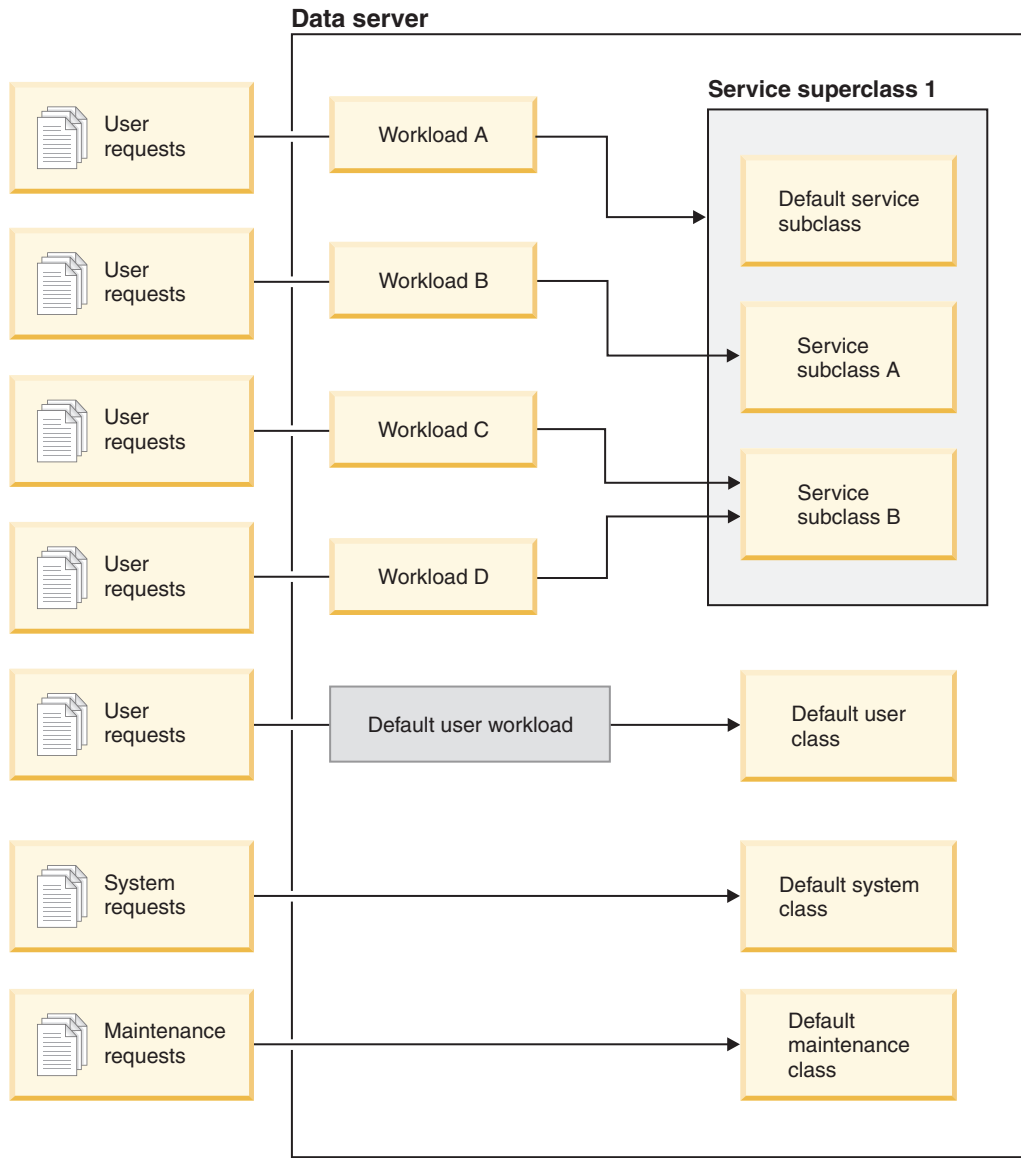 Data server
Service superclass 1
User
requests
Workload A
Default service
subclass
User
requests
Workload B
Service
subclass A
User
requests
Workload C
Service
subclass B
User
requests
Workload D
User
requests
Default user workload
Default user
class
System
requests
Default system
class
Maintenance
requests
Default
maintenance
class